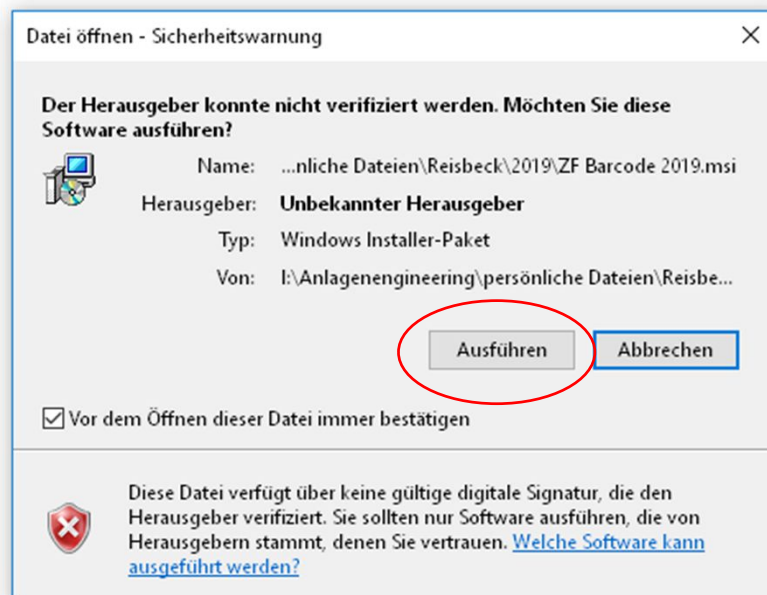 Datei öffnen - Sicherheitswarnung
Der Herausgeber konnte nicht verifiziert werden. Möchten Sie diese
Software ausführen?
Name: ...nliche Dateien\Reisbeck\2019\ZF Barcode 2019.msi
Herausgeber: Unbekannter Herausgeber
Typ: Windows Installer-Paket
Von: I:\Anlagenengineering\persönliche Dateien\Reisbe...
Ausführen Abbrechen
Vor dem Öffnen dieser Datei immer bestätigen
Diese Datei verfügt über keine gültige digitale Signatur, die den
Herausgeber verifiziert. Sie sollten nur Software ausführen, die von
Herausgebern stammt, denen Sie vertrauen. Welche Software kann
ausgeführt werden?